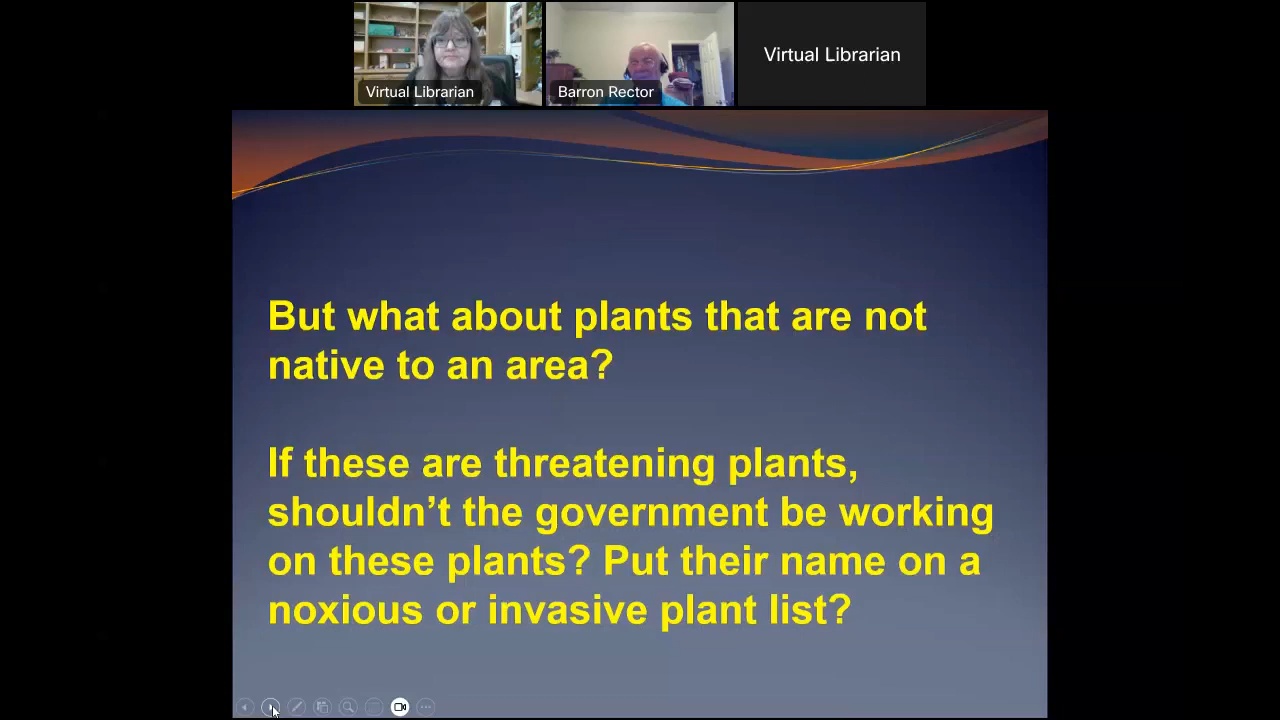 Virtual Librarian
Barron Rector
Virtual Librarian
But what about plants that are not
native to an area?
If these are threatening plants,
shouldn’t the government be working
on these plants? Put their name on a
noxious or invasive plant list?